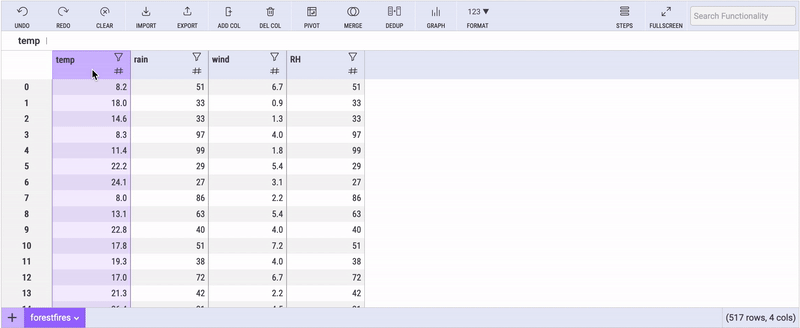 UNDO REDO CLEAR IMPORT EXPORT ADD COL DEL COL PIVOT MERGE DEDUP GRAPH 123 ▼ FORMAT STEPS FULLSCREEN Search Functionality
temp
temp rain wind RH
0 8.2 51 6.7 51
1 18.0 33 0.9 33
2 14.6 33 1.3 33
3 8.3 97 4.0 97
4 11.4 99 1.8 99
5 22.2 29 5.4 29
6 24.1 27 3.1 27
7 8.0 86 2.2 86
8 13.1 63 5.4 63
9 22.8 40 4.0 40
10 17.8 51 7.2 51
11 19.3 38 4.0 38
12 17.0 72 6.7 72
13 21.3 42 2.2 42
+ forestfires (517 rows, 4 cols)